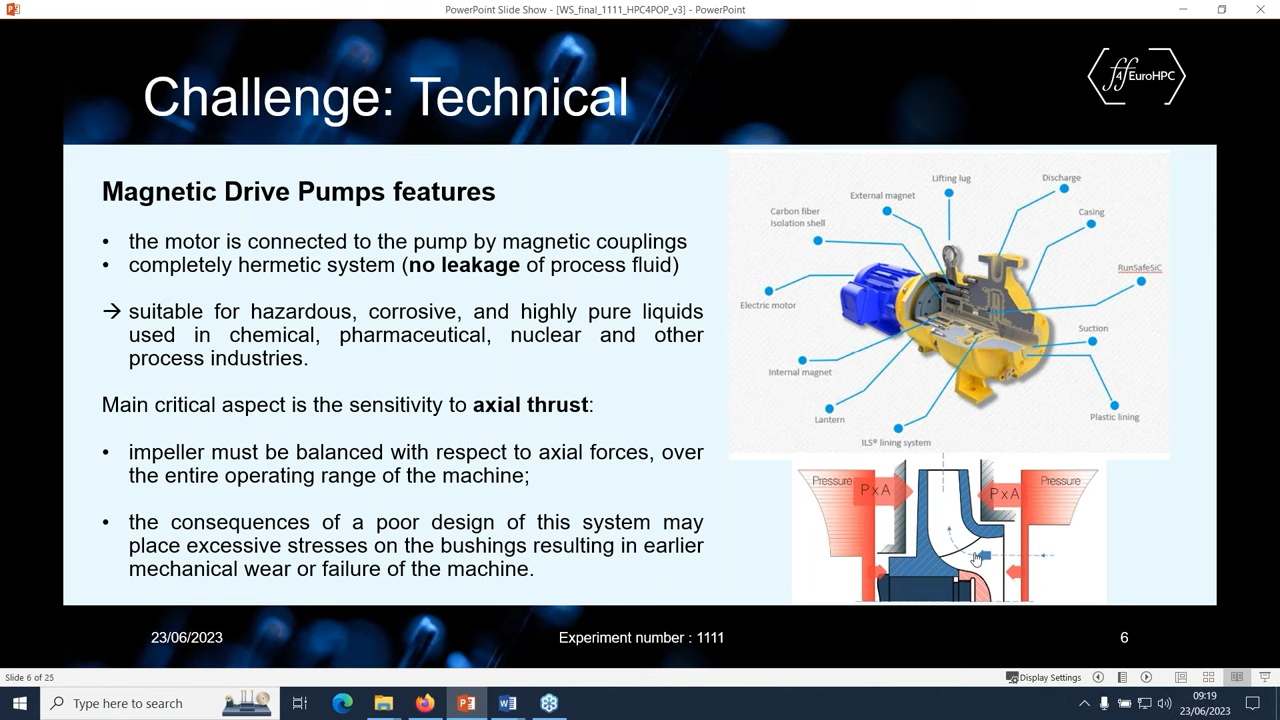 PowerPoint Slide Show - [WS_final_1111_HPC4POP_v3] - PowerPoint
Challenge: Technical
ff4EuroHPC
Magnetic Drive Pumps features
• the motor is connected to the pump by magnetic couplings
• completely hermetic system (no leakage of process fluid)
→ suitable for hazardous, corrosive, and highly pure liquids
used in chemical, pharmaceutical, nuclear and other
process industries.
Main critical aspect is the sensitivity to axial thrust:
• impeller must be balanced with respect to axial forces, over
the entire operating range of the machine;
• the consequences of a poor design of this system may
place excessive stresses on the bushings resulting in earlier
mechanical wear or failure of the machine.
Lifting lug
Discharge
External magnet
Carbon fiber
Isolation shell
Casing
RunSafeSiC
Electric motor
Suction
Internal magnet
Lantern
Plastic lining
ILS® lining system
Pressure
P x A
P x A
Pressure
23/06/2023
Experiment number : 1111
6
Slide 6 of 25
Display Settings
Type here to search
09:19
23/06/2023